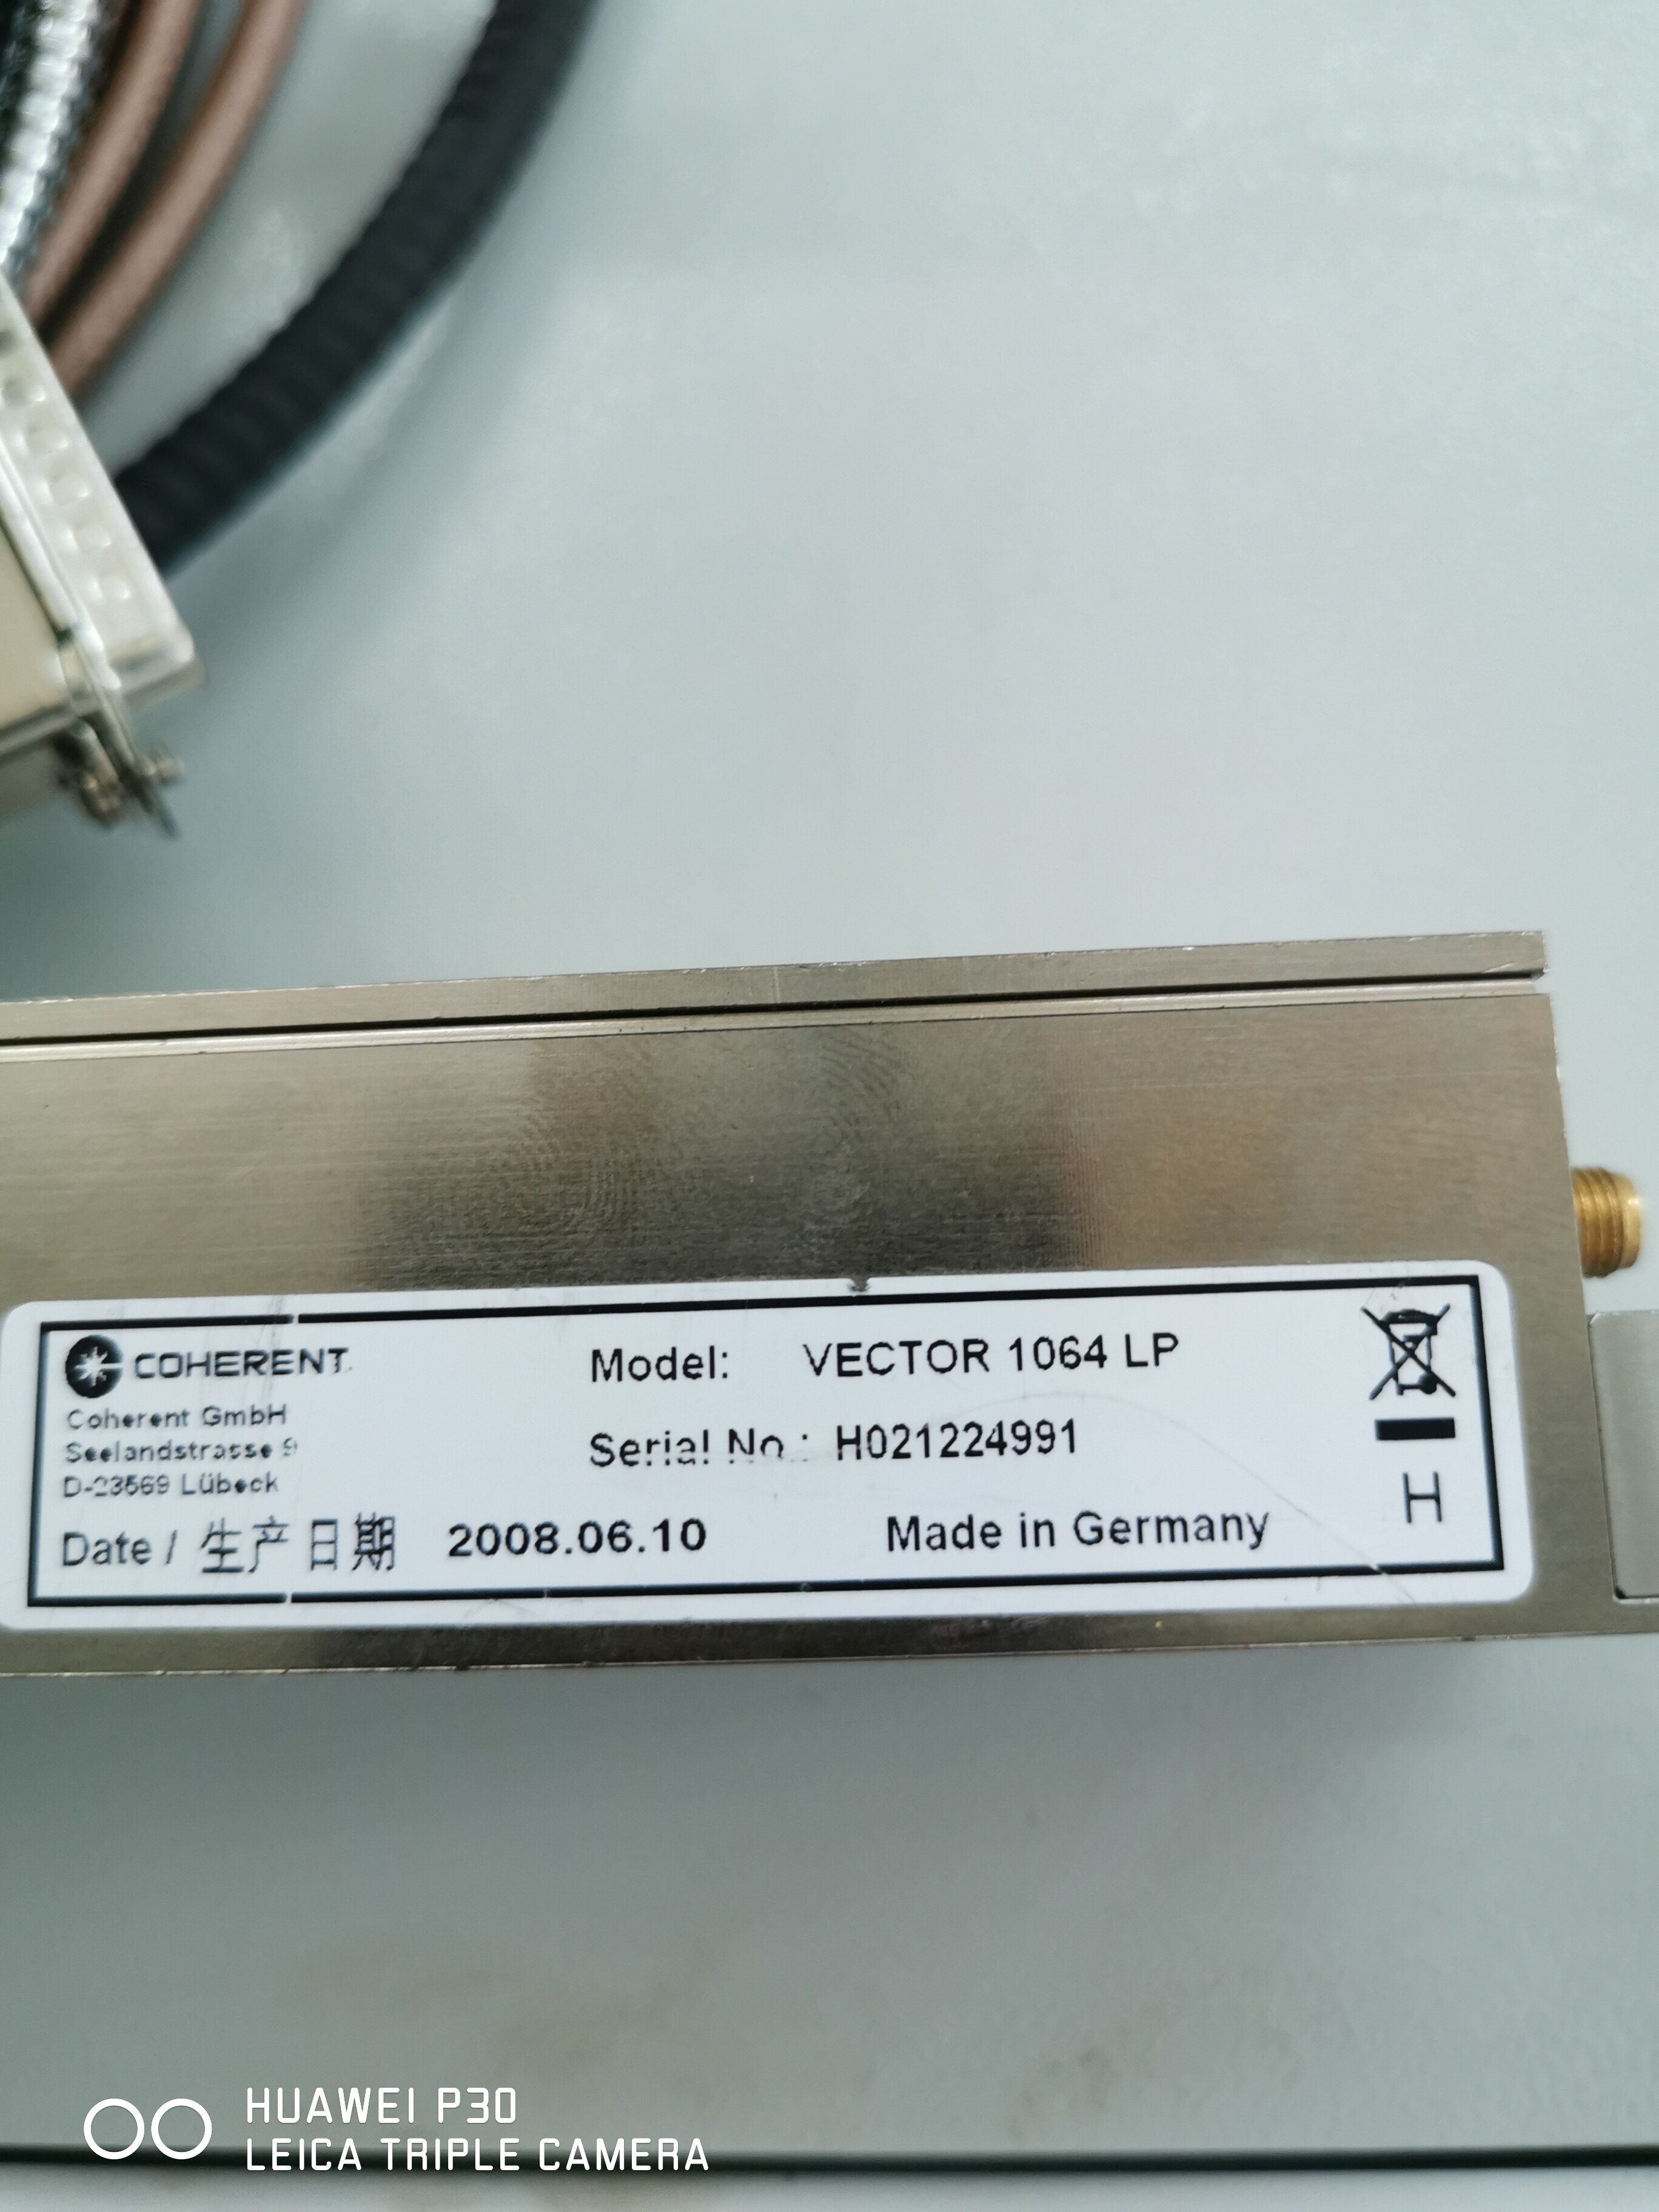 COHERENT.
Coherent GmbH
Seelandstrasse 9
D-23569 Lübeck
Date / 生产日期 2008.06.10
Model: VECTOR 1064 LP
Serial No.: H021224991
Made in Germany
H
HUAWEI P30
LEICA TRIPLE CAMERA